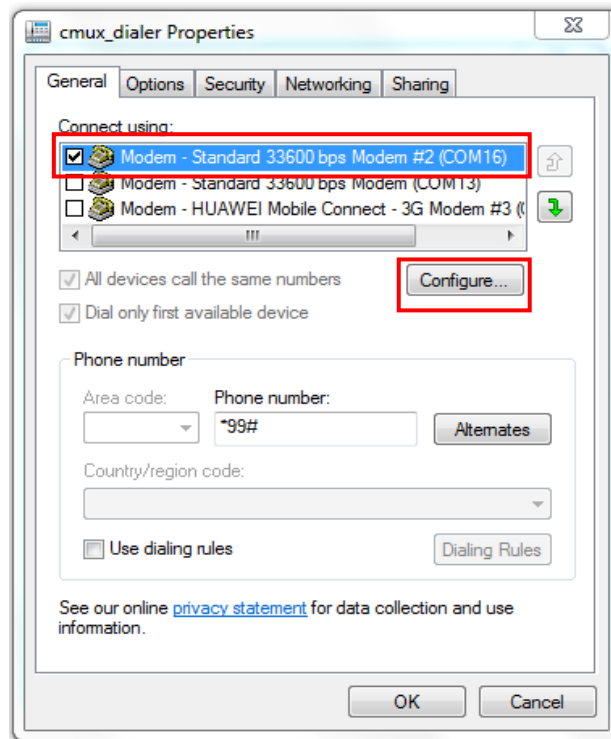 cmux_dialer Properties
General Options Security Networking Sharing
Connect using:
Modem - Standard 33600 bps Modem #2 (COM16)
Modem - Standard 33600 bps Modem (COM13)
Modem - HUAWEI Mobile Connect - 3G Modem #3 (
All devices call the same numbers
Configure...
Dial only first available device
Phone number
Area code: Phone number:
*99#
Alternates
Country/region code:
Use dialing rules
Dialing Rules
See our online privacy statement for data collection and use
information.
OK Cancel